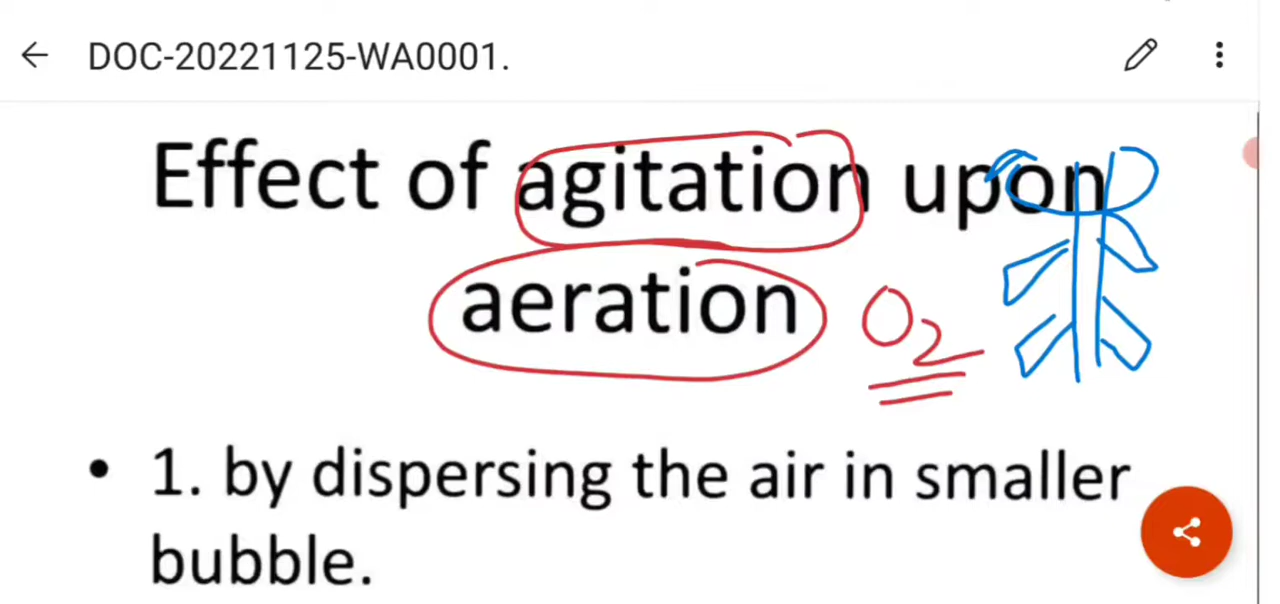 DOC-20221125-WA0001.
Effect of agitation upon
aeration O2
• 1. by dispersing the air in smaller
bubble.